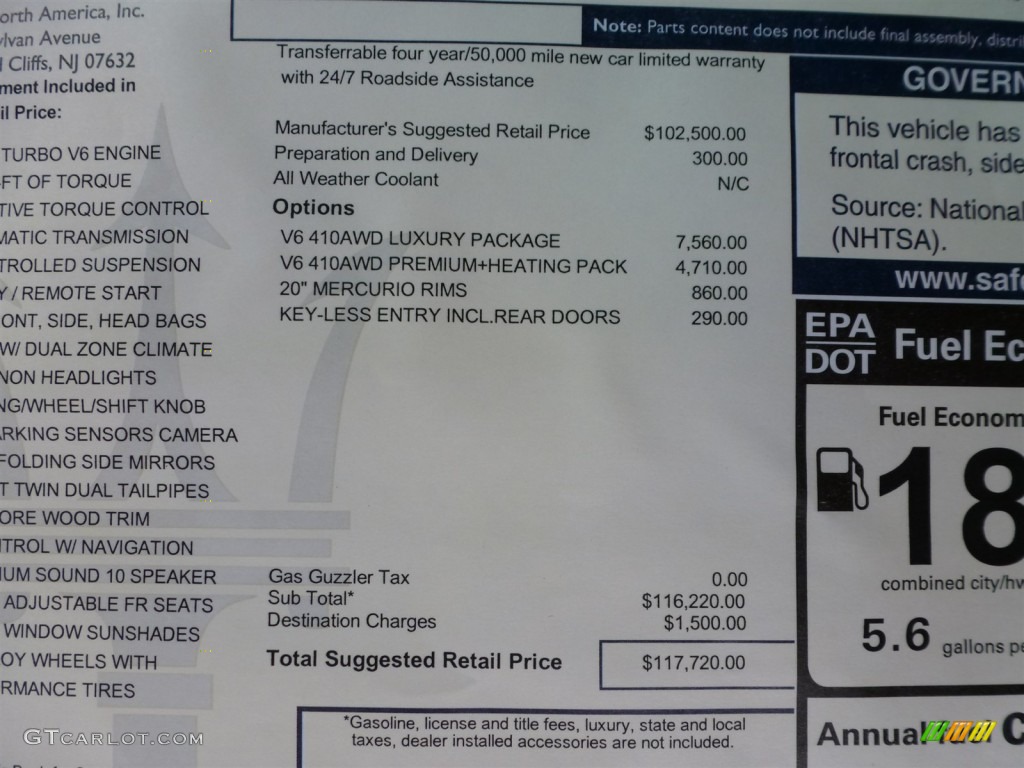 orth America, Inc.
lvan Avenue
Cliffs, NJ 07632
ment Included in
il Price:
TURBO V6 ENGINE
FT OF TORQUE
TIVE TORQUE CONTROL
MATIC TRANSMISSION
TROLLED SUSPENSION
Y / REMOTE START
ONT, SIDE, HEAD BAGS
W/ DUAL ZONE CLIMATE
NON HEADLIGHTS
NG/WHEEL/SHIFT KNOB
ARKING SENSORS CAMERA
FOLDING SIDE MIRRORS
T TWIN DUAL TAILPIPES
ORE WOOD TRIM
NTROL W/ NAVIGATION
IUM SOUND 10 SPEAKER
ADJUSTABLE FR SEATS
WINDOW SUNSHADES
OY WHEELS WITH
RMANCE TIRES
Note: Parts content does not include final assembly, distri
Transferrable four year/50,000 mile new car limited warranty
with 24/7 Roadside Assistance
Manufacturer's Suggested Retail Price $102,500.00
Preparation and Delivery 300.00
All Weather Coolant N/C
Options
V6 410AWD LUXURY PACKAGE 7,560.00
V6 410AWD PREMIUM+HEATING PACK 4,710.00
20" MERCURIO RIMS 860.00
KEY-LESS ENTRY INCL.REAR DOORS 290.00
Gas Guzzler Tax 0.00
Sub Total* $116,220.00
Destination Charges $1,500.00
Total Suggested Retail Price $117,720.00
*Gasoline, license and title fees, luxury, state and local
taxes, dealer installed accessories are not included.
GOVERN
This vehicle has
frontal crash, side
Source: National
(NHTSA).
www.safe
EPA
DOT
Fuel Ec
Fuel Econom
18
combined city/hw
5.6 gallons pe
Annual fuel C
GTcarlot.com